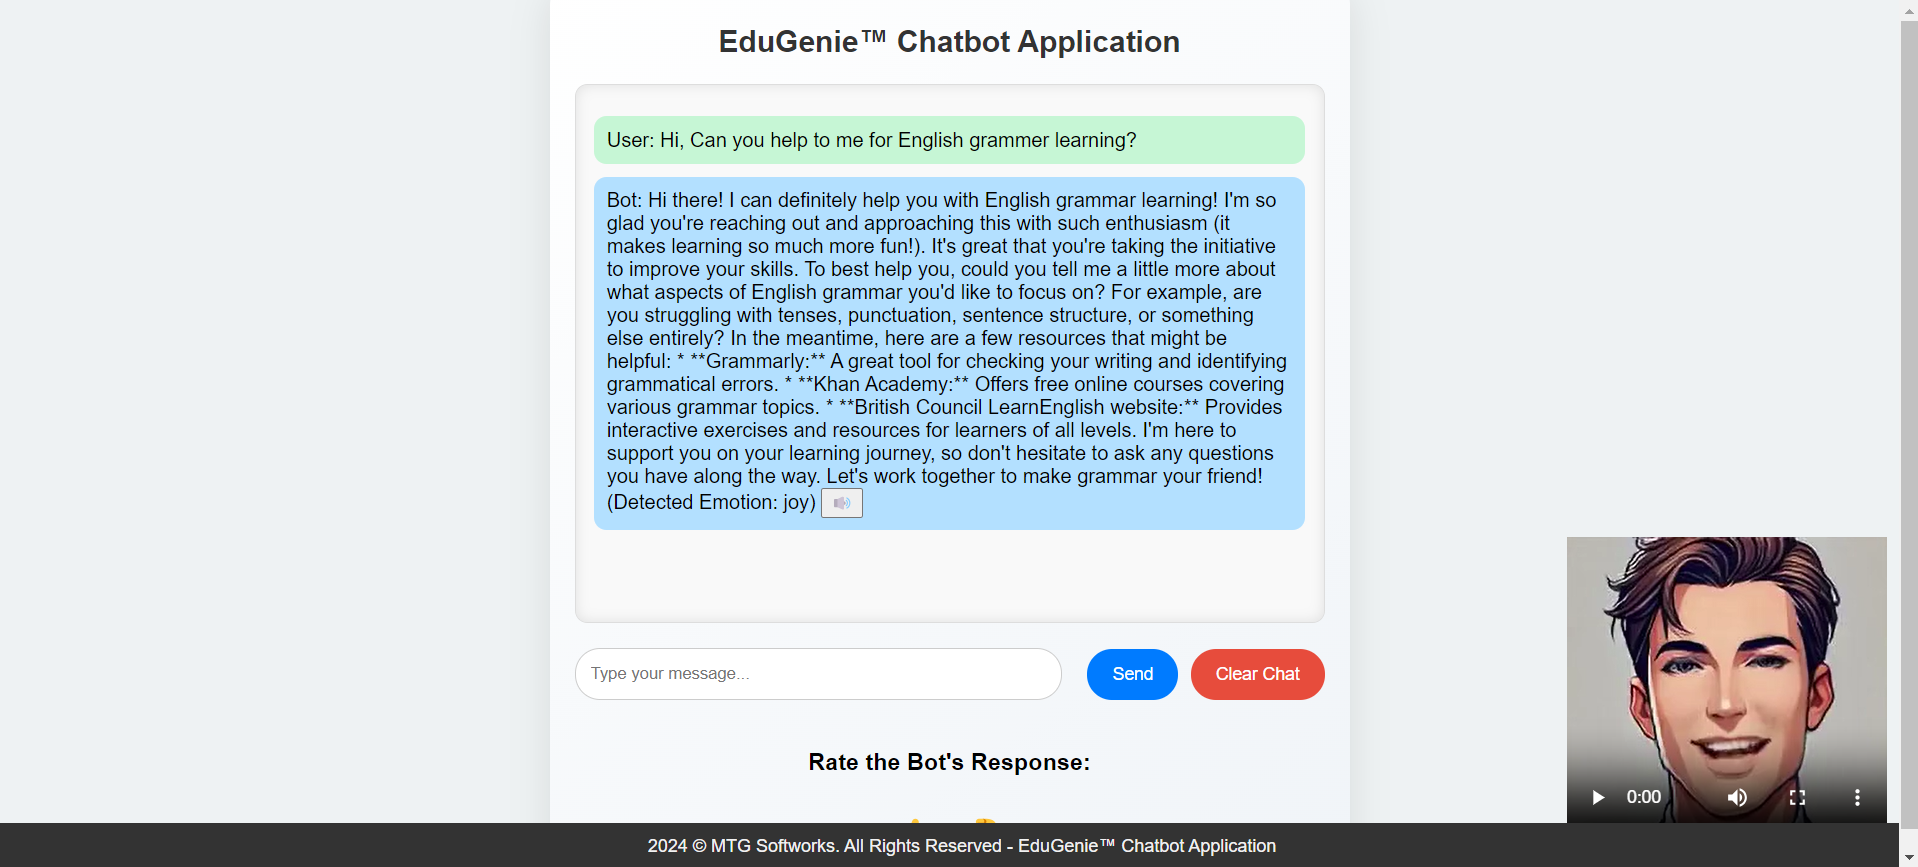 EduGenie™ Chatbot Application
User: Hi, Can you help to me for English grammer learning?
Bot: Hi there! I can definitely help you with English grammar learning! I'm so
glad you're reaching out and approaching this with such enthusiasm (it
makes learning so much more fun!). It's great that you're taking the initiative
to improve your skills. To best help you, could you tell me a little more about
what aspects of English grammar you'd like to focus on? For example, are
you struggling with tenses, punctuation, sentence structure, or something
else entirely? In the meantime, here are a few resources that might be
helpful: * **Grammarly:** A great tool for checking your writing and identifying
grammatical errors. * **Khan Academy:** Offers free online courses covering
various grammar topics. * **British Council LearnEnglish website:** Provides
interactive exercises and resources for learners of all levels. I'm here to
support you on your learning journey, so don't hesitate to ask any questions
you have along the way. Let's work together to make grammar your friend!
(Detected Emotion: joy)
Type your message...
Send
Clear Chat
Rate the Bot's Response:
0:00
2024 © MTG Softworks. All Rights Reserved - EduGenie™ Chatbot Application